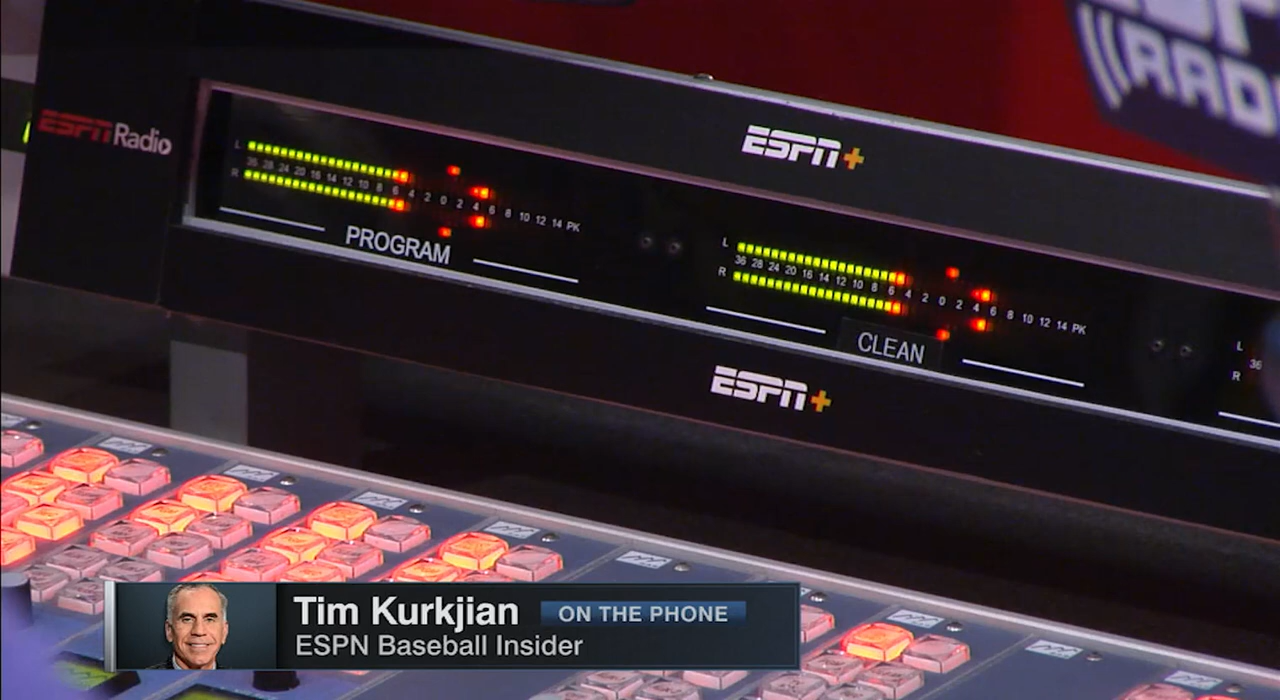 ESPN
RADIO
ESPN Radio
ESPN+
L
36 28 24 20 16 14 12 10 8 6 4 2 0 2 4 6 8 10 12 14 PK
R
PROGRAM
L
36 28 24 20 16 14 12 10 8 6 4 2 0 2 4 6 8 10 12 14 PK
R
CLEAN
L
36
R
ESPN+
Tim Kurkjian ON THE PHONE
ESPN Baseball Insider